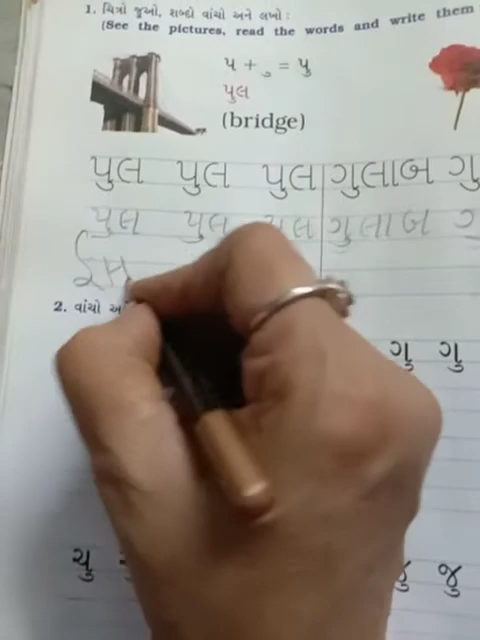 1. ચિત્રો જૂઓ, શબ્દો વાંચો અને લખો :
(See the pictures, read the words and write them
પ + ુ = પુ
પુલ
(bridge)
પુલ પુલ પુલ ગુલાબ ગુ
પુલ પુલ પુલ ગુલાબ
2. વાંચો
ગુ ગુ
ચુ જુ